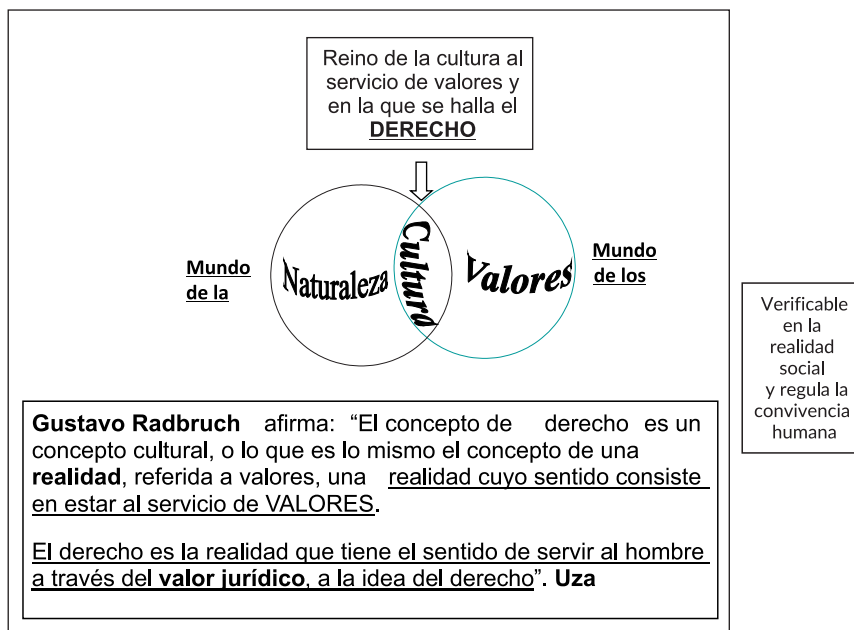 Reino de la cultura al
servicio de valores y
en la que se halla el
DERECHO
Mundo
de la
Naturaleza
Cultura
Valores
Mundo
de los
Verificable
en la
realidad
social
y regula la
convivencia
humana
Gustavo Radbruch afirma: “El concepto de derecho es un
concepto cultural, o lo que es lo mismo el concepto de una
realidad, referida a valores, una realidad cuyo sentido consiste
en estar al servicio de VALORES.
El derecho es la realidad que tiene el sentido de servir al hombre
a través del valor jurídico, a la idea del derecho”. Uza